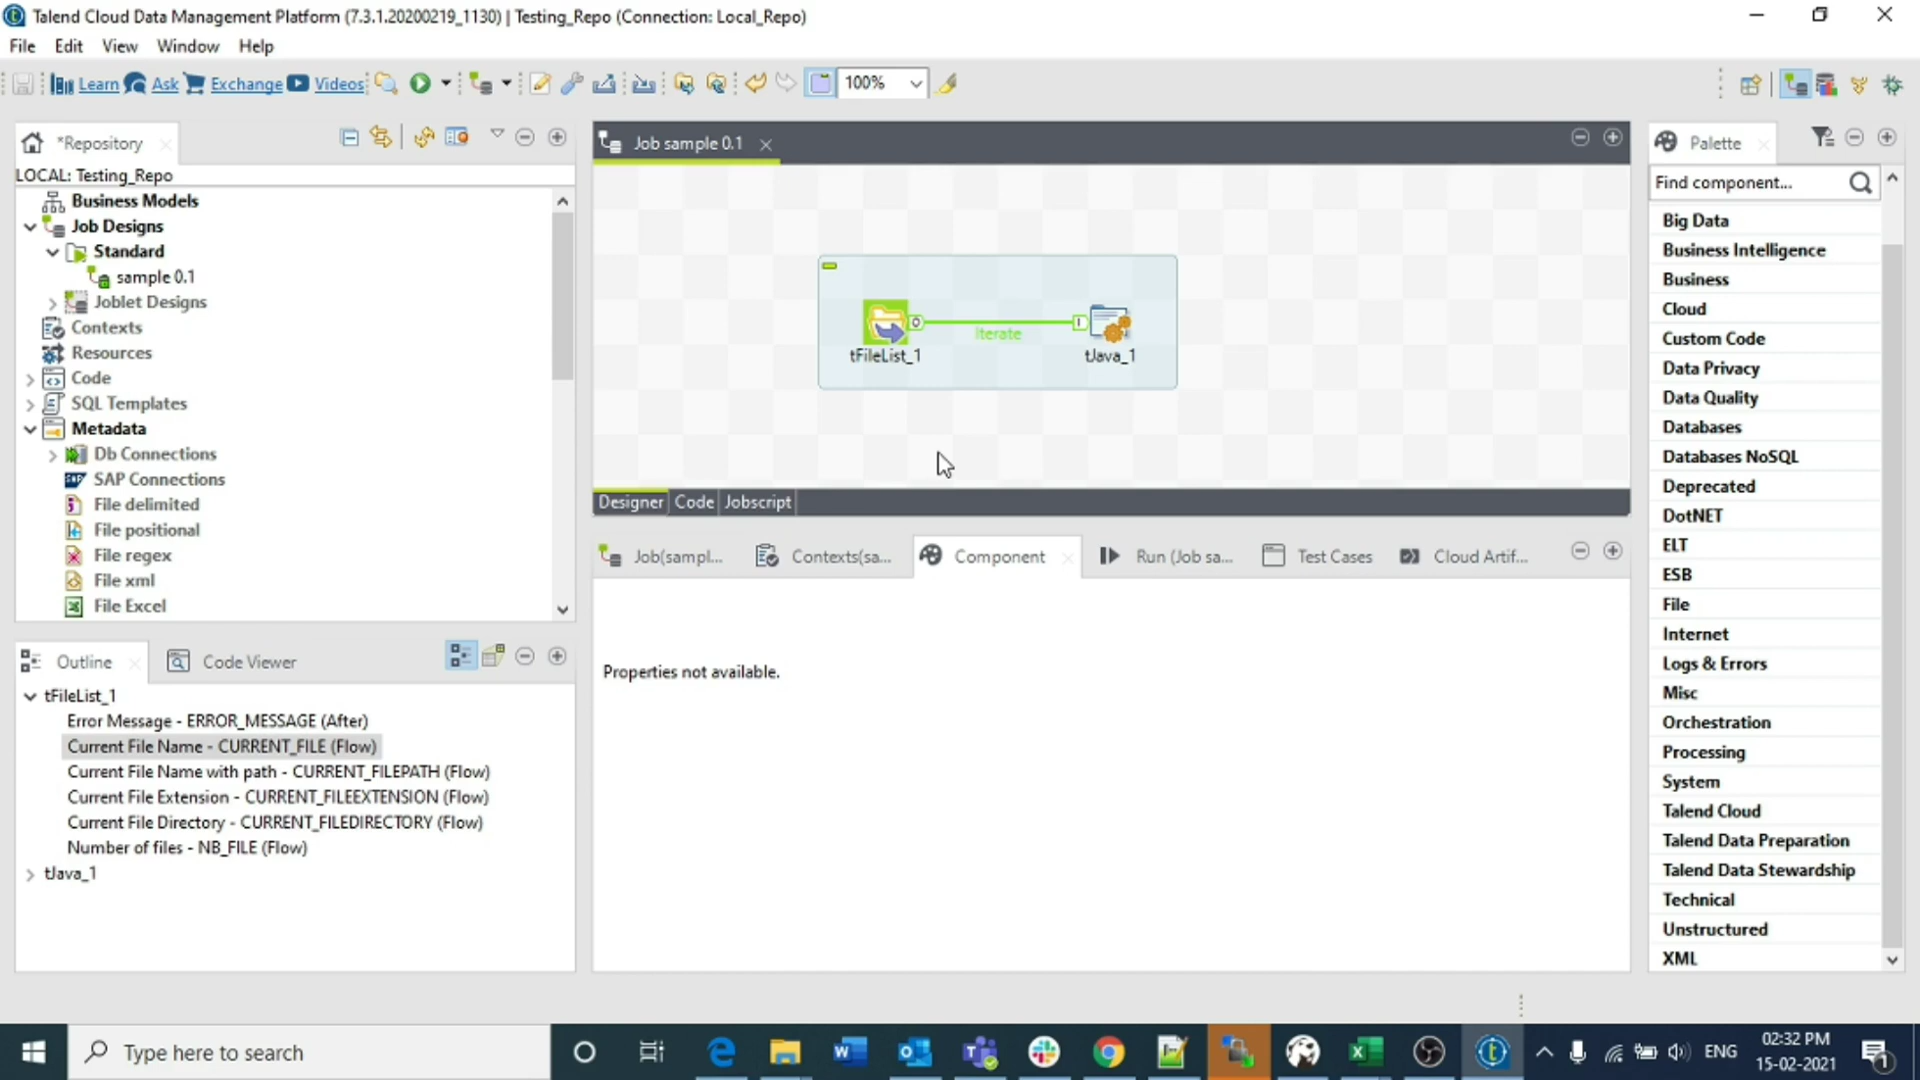 Talend Cloud Data Management Platform (7.3.1.20200219_1130) | Testing_Repo (Connection: Local_Repo)
File Edit View Window Help
Learn Ask Exchange Videos 100%
*Repository
LOCAL: Testing_Repo
Business Models
Job Designs
Standard
sample 0.1
Joblet Designs
Contexts
Resources
Code
SQL Templates
Metadata
Db Connections
SAP Connections
File delimited
File positional
File regex
File xml
File Excel
Outline
Code Viewer
tFileList_1
Error Message - ERROR_MESSAGE (After)
Current File Name - CURRENT_FILE (Flow)
Current File Name with path - CURRENT_FILEPATH (Flow)
Current File Extension - CURRENT_FILEEXTENSION (Flow)
Current File Directory - CURRENT_FILEDIRECTORY (Flow)
Number of files - NB_FILE (Flow)
tJava_1
Job sample 0.1
O
Iterate
I
tFileList_1
tJava_1
Designer Code Jobscript
Job(sampl...
Contexts(sa...
Component
Run (Job sa...
Test Cases
Cloud Artif...
Properties not available.
Palette
Find component...
Big Data
Business Intelligence
Business
Cloud
Custom Code
Data Privacy
Data Quality
Databases
Databases NoSQL
Deprecated
DotNET
ELT
ESB
File
Internet
Logs & Errors
Misc
Orchestration
Processing
System
Talend Cloud
Talend Data Preparation
Talend Data Stewardship
Technical
Unstructured
XML
Type here to search
ENG
02:32 PM
15-02-2021
1